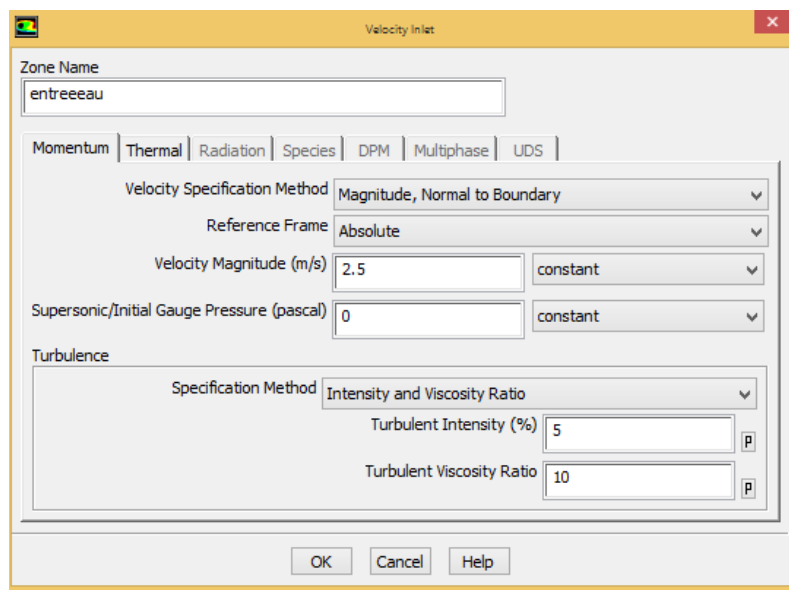 Velocity Inlet
Zone Name
entreeeau
Momentum Thermal Radiation Species DPM Multiphase UDS
Velocity Specification Method Magnitude, Normal to Boundary
Reference Frame Absolute
Velocity Magnitude (m/s) 2.5 constant
Supersonic/Initial Gauge Pressure (pascal) 0 constant
Turbulence
Specification Method Intensity and Viscosity Ratio
Turbulent Intensity (%) 5 P
Turbulent Viscosity Ratio 10 P
OK Cancel Help